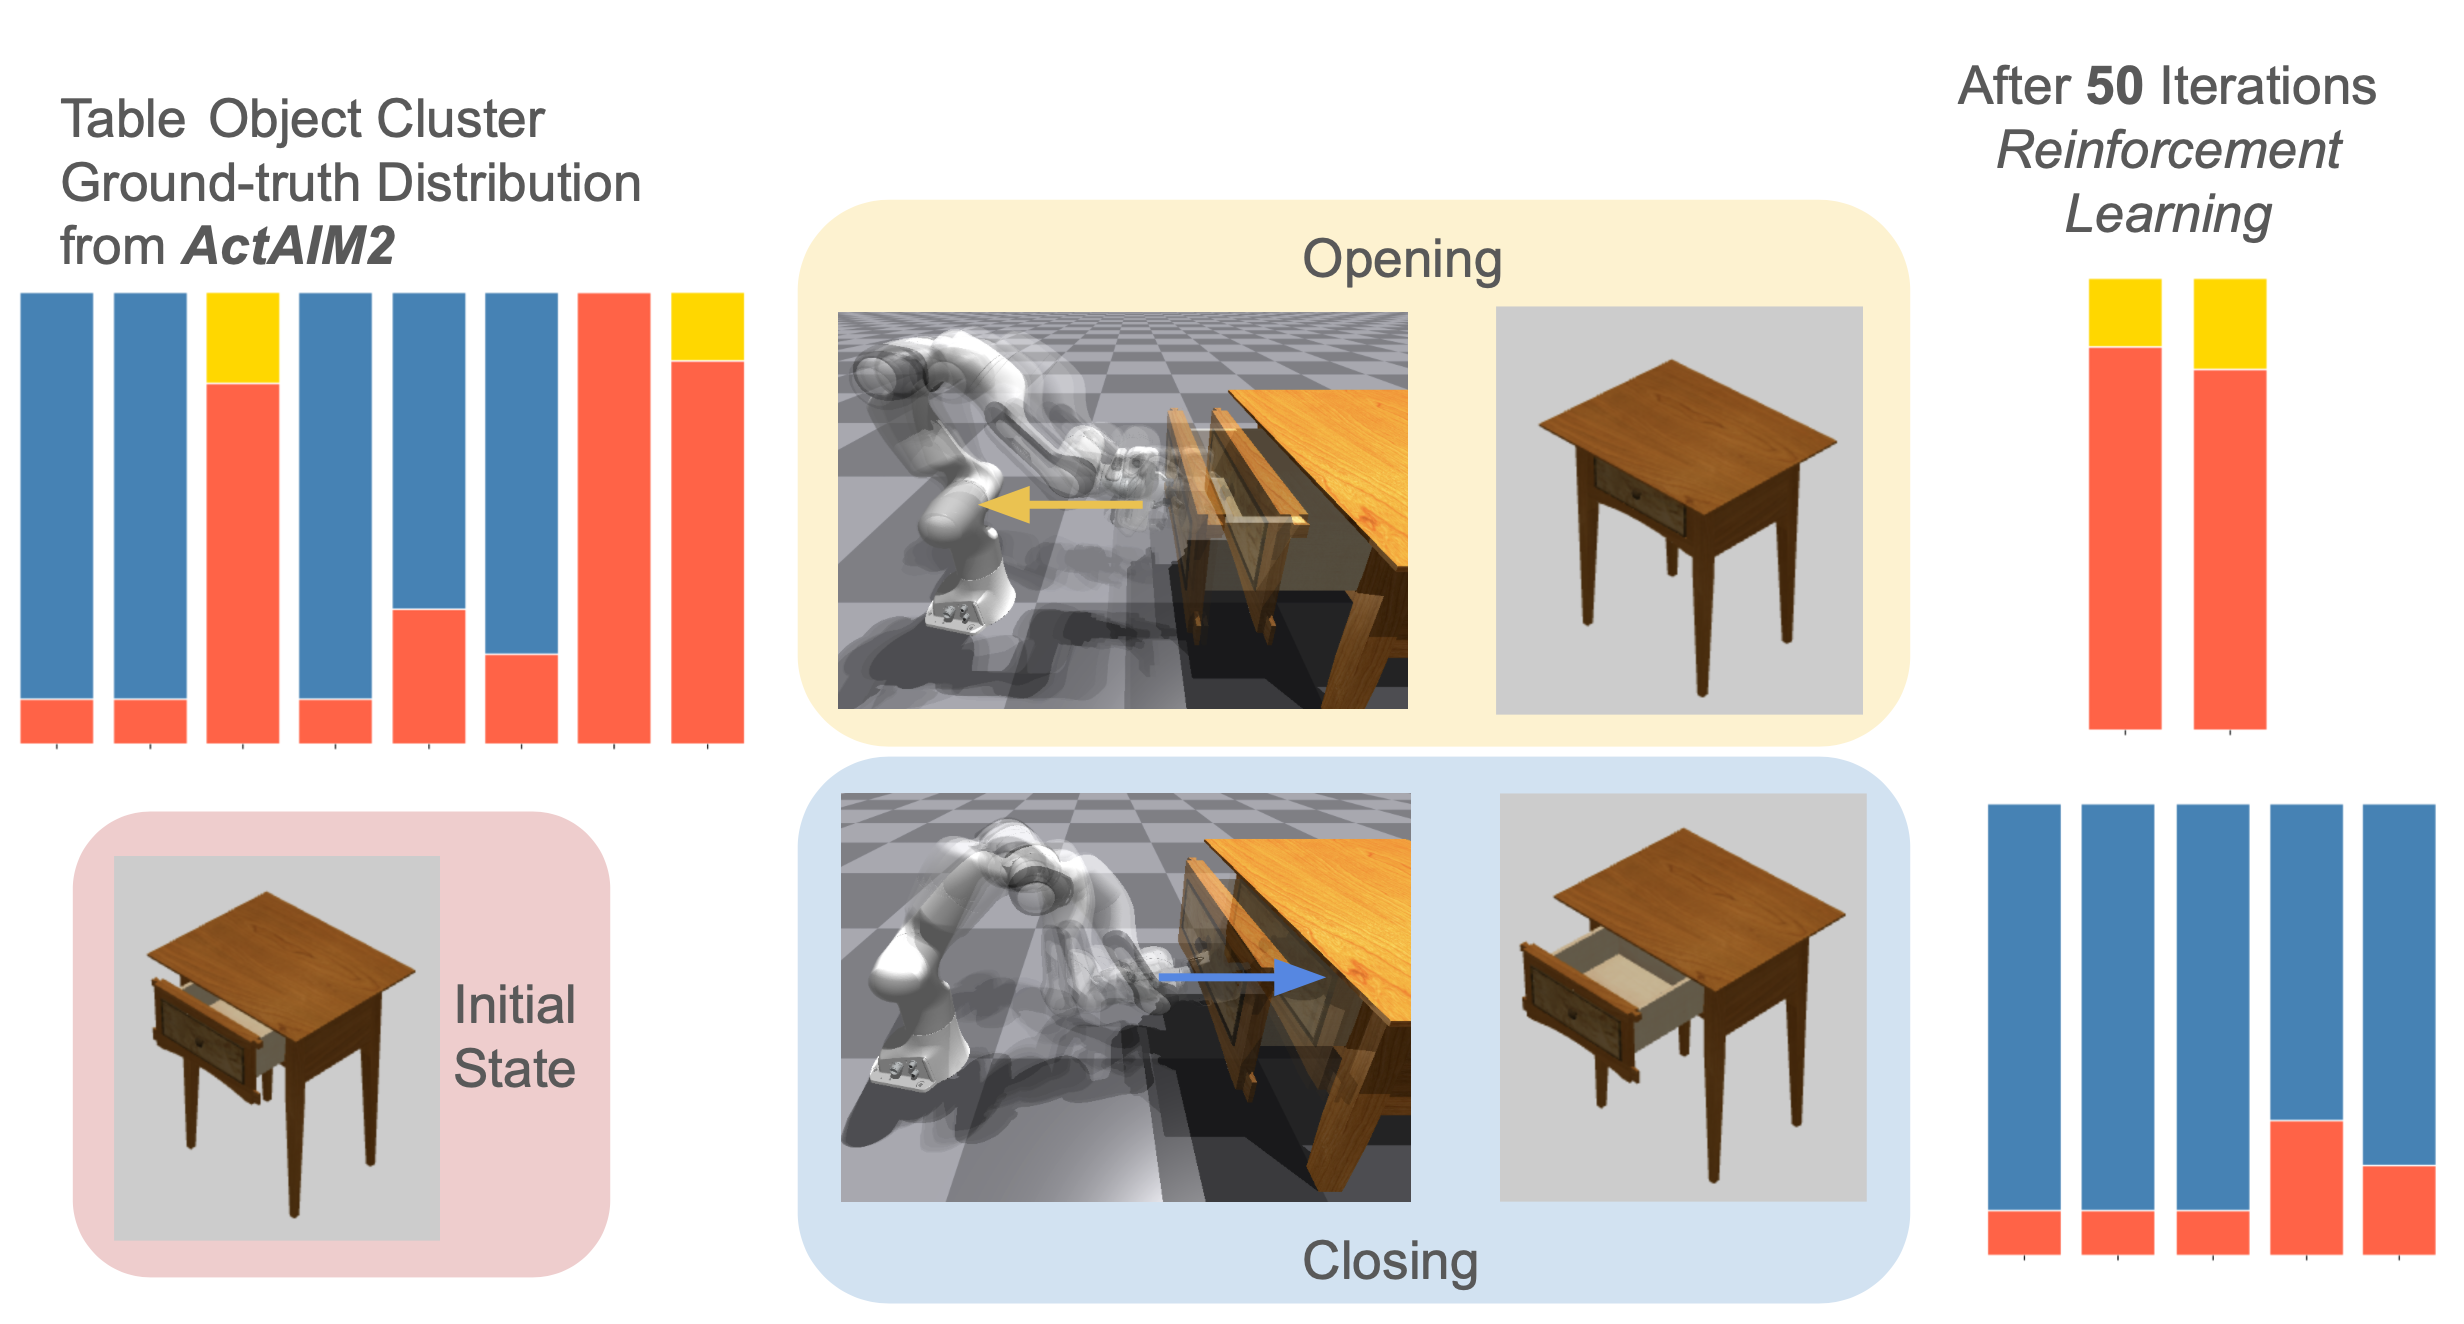 Table Object Cluster
Ground-truth Distribution
from ActAIM2
Opening
After 50 Iterations
Reinforcement
Learning
Initial
State
Closing